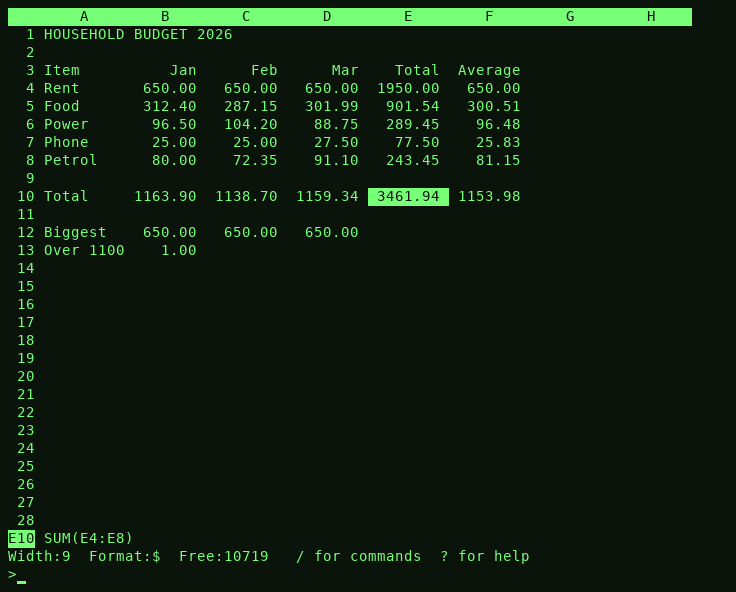 A B C D E F G H
1 HOUSEHOLD BUDGET 2026
2
3 Item Jan Feb Mar Total Average
4 Rent 650.00 650.00 650.00 1950.00 650.00
5 Food 312.40 287.15 301.99 901.54 300.51
6 Power 96.50 104.20 88.75 289.45 96.48
7 Phone 25.00 25.00 27.50 77.50 25.83
8 Petrol 80.00 72.35 91.10 243.45 81.15
9
10 Total 1163.90 1138.70 1159.34 3461.94 1153.98
11
12 Biggest 650.00 650.00 650.00
13 Over 1100 1.00
14
15
16
17
18
19
20
21
22
23
24
25
26
27
28
E10 SUM(E4:E8)
Width:9 Format:$ Free:10719 / for commands ? for help
>_